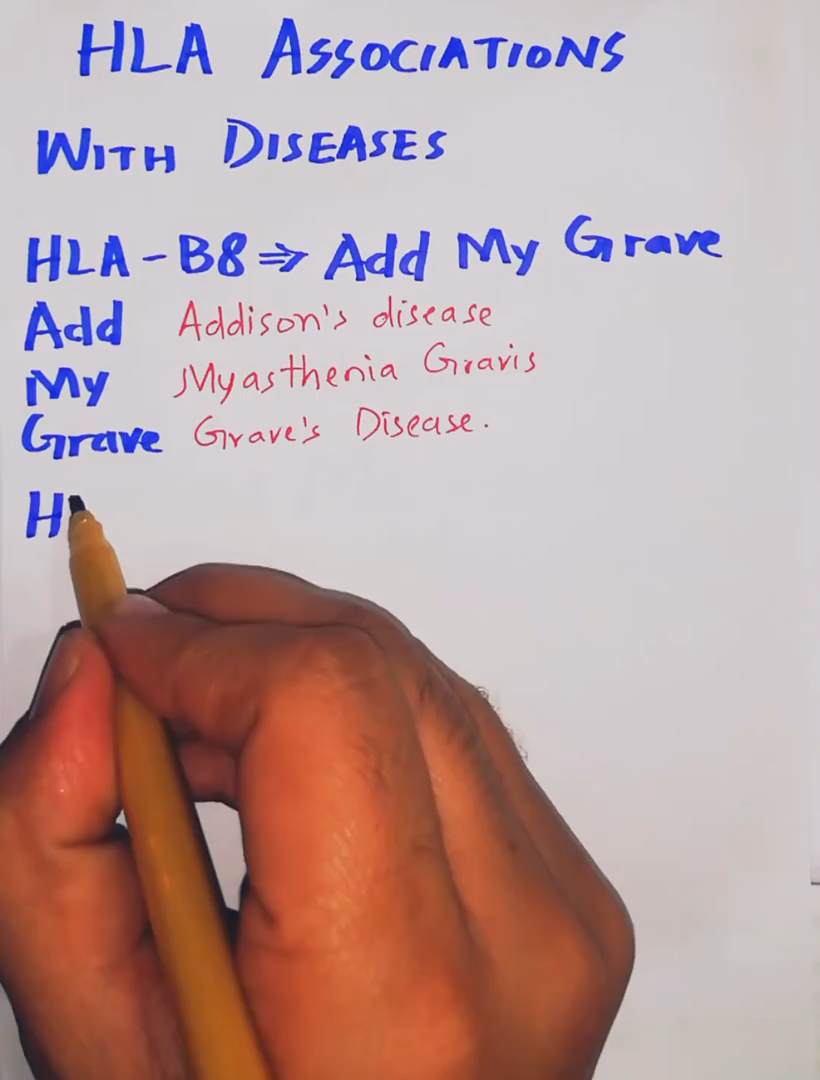 HLA ASSOCIATIONS
WITH DISEASES
HLA-B8 ⇒ Add My Grave
Add Addison's disease
My Myasthenia Gravis
Grave Grave's Disease.
H